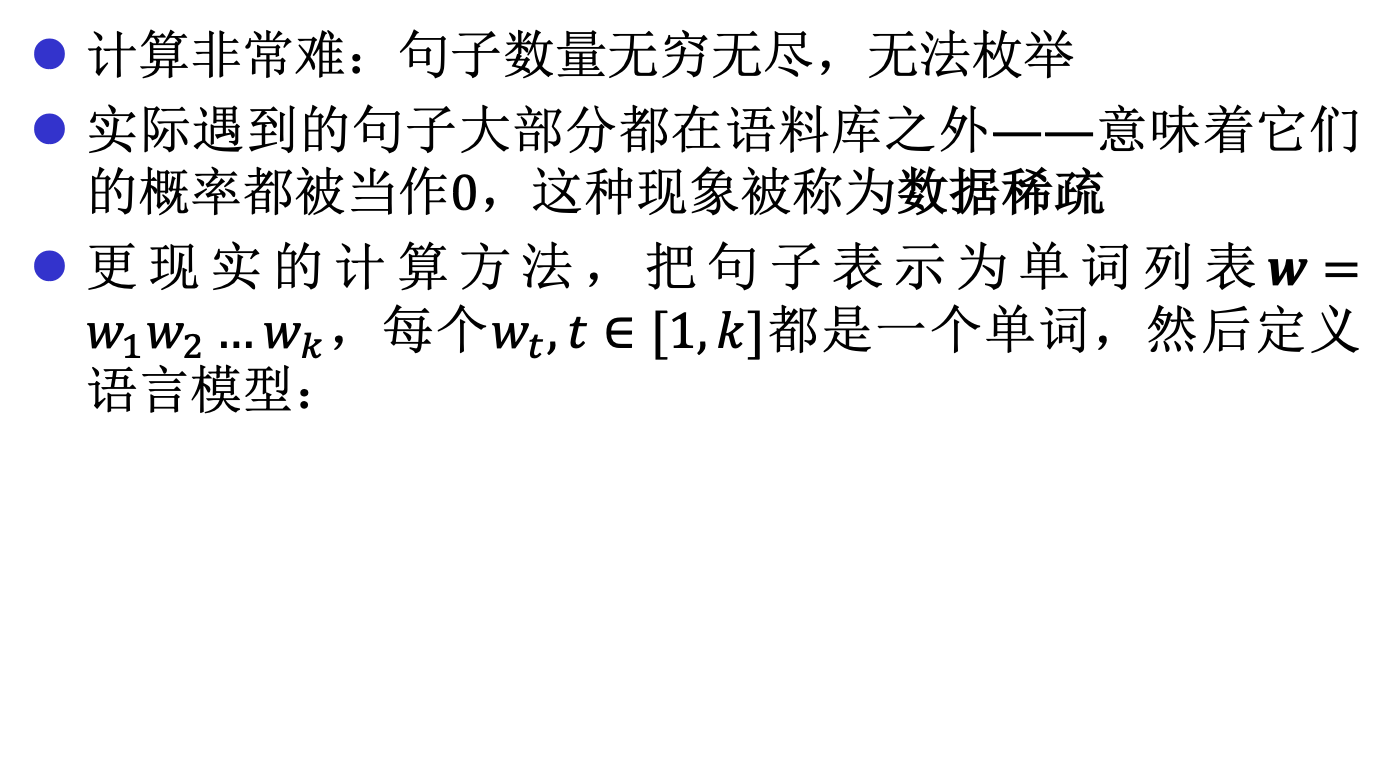 ● 计算非常难：句子数量无穷无尽，无法枚举
● 实际遇到的句子大部分都在语料库之外——意味着它们
的概率都被当作0，这种现象被称为数据稀疏
● 更现实的计算方法，把句子表示为单词列表w =
w₁w₂ … wₖ，每个wₜ, t ∈ [1, k]都是一个单词，然后定义
语言模型：